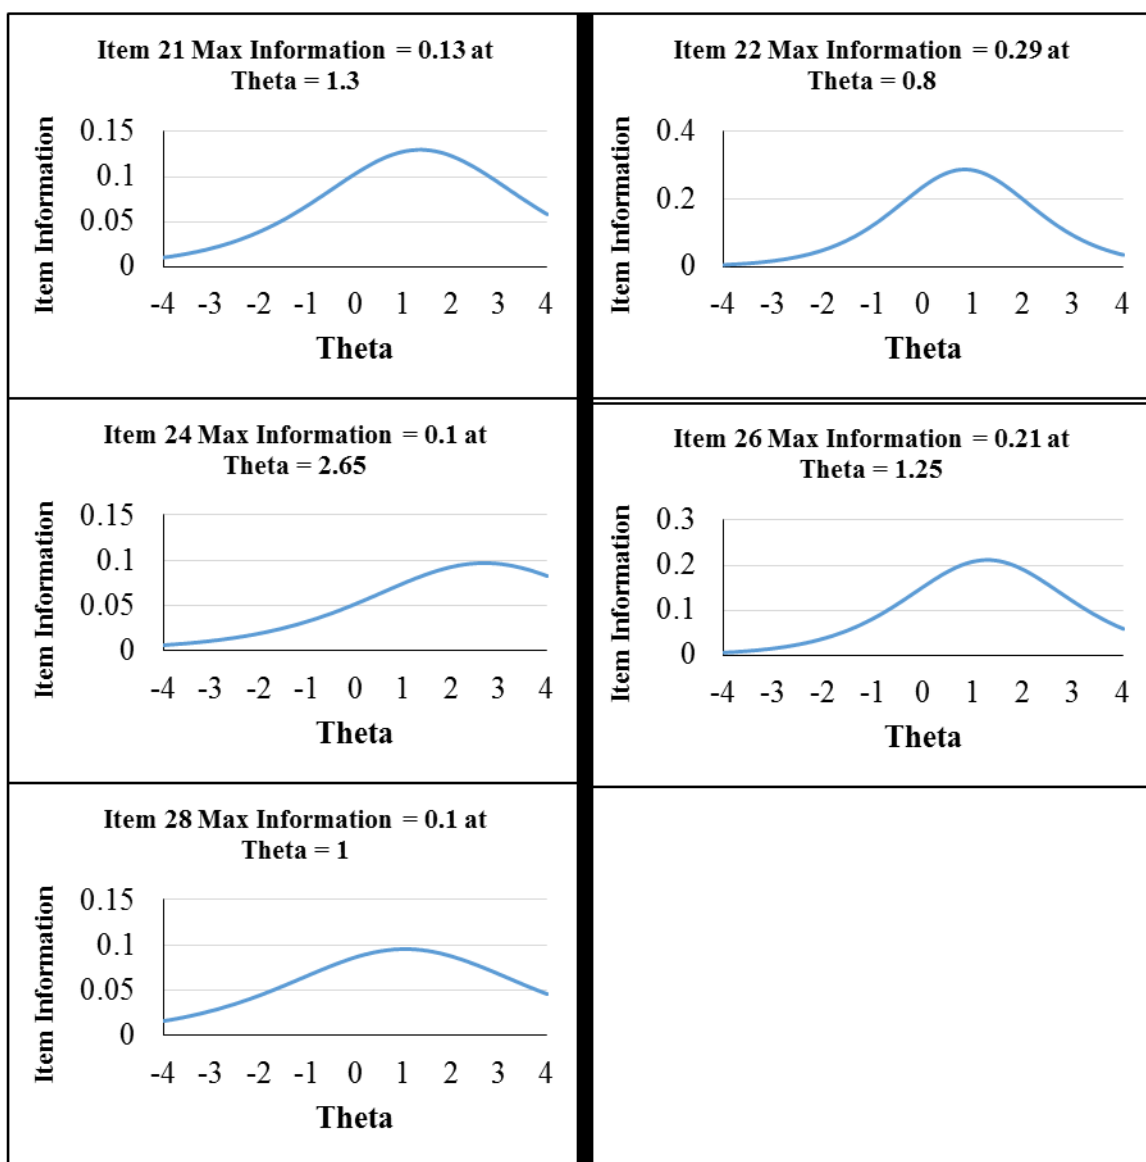 Item 21 Max Information = 0.13 at
Theta = 1.3
Item Information
0.15
0.1
0.05
0
-4 -3 -2 -1 0 1 2 3 4
Theta
Item 22 Max Information = 0.29 at
Theta = 0.8
Item Information
0.4
0.2
0
-4 -3 -2 -1 0 1 2 3 4
Theta
Item 24 Max Information = 0.1 at
Theta = 2.65
Item Information
0.15
0.1
0.05
0
-4 -3 -2 -1 0 1 2 3 4
Theta
Item 26 Max Information = 0.21 at
Theta = 1.25
Item Information
0.3
0.2
0.1
0
-4 -3 -2 -1 0 1 2 3 4
Theta
Item 28 Max Information = 0.1 at
Theta = 1
Item Information
0.15
0.1
0.05
0
-4 -3 -2 -1 0 1 2 3 4
Theta